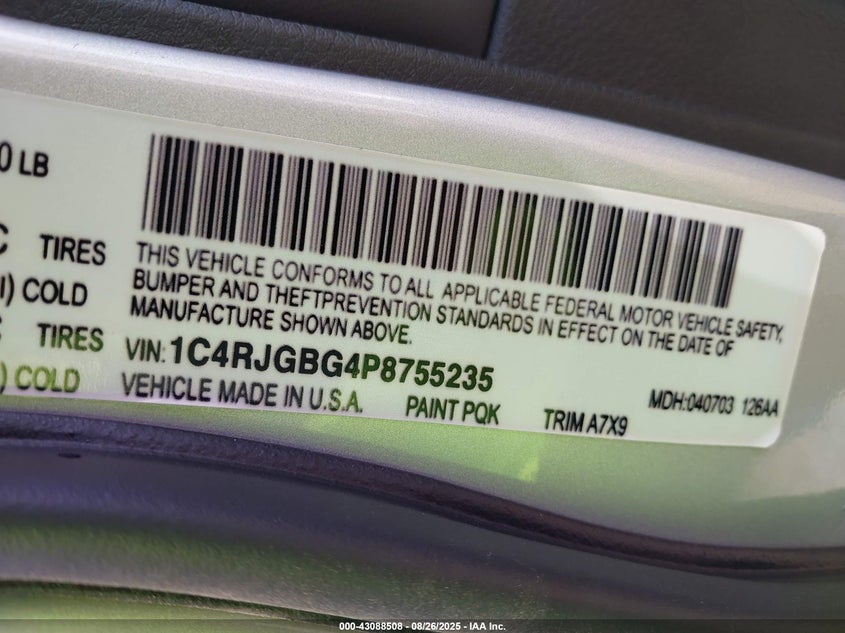 0 LB
C TIRES
I) COLD
S TIRES
) COLD
THIS VEHICLE CONFORMS TO ALL APPLICABLE FEDERAL MOTOR VEHICLE SAFETY,
BUMPER AND THEFTPREVENTION STANDARDS IN EFFECT ON THE DATE OF
MANUFACTURE SHOWN ABOVE.
VIN: 1C4RJGBG4P8755235
VEHICLE MADE IN U.S.A. PAINT PQK TRIM A7X9 MDH:040703 126AA
000-43088508 - 08/26/2025 - IAA Inc.